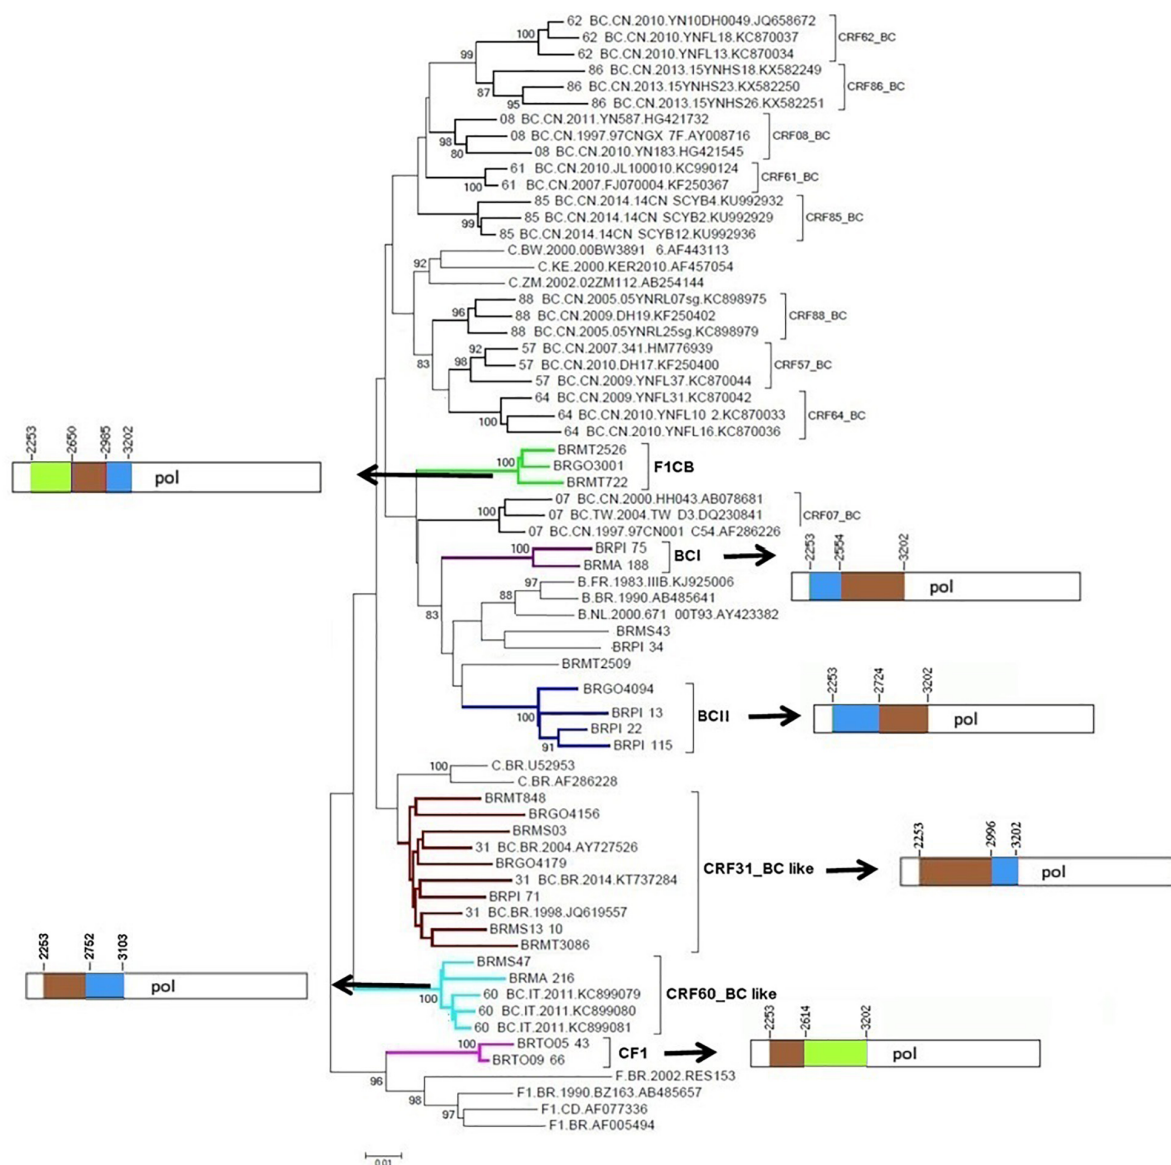 62 BC.CN.2010.YN10DH0049.JQ658672
100
62 BC.CN.2010.YNFL18.KC870037
CRF62_BC
62 BC.CN.2010.YNFL13.KC870034
99
86 BC.CN.2013.15YNHS18.KX582249
86 BC.CN.2013.15YNHS23.KX582250
CRF86_BC
87
95
86 BC.CN.2013.15YNHS26.KX582251
08 BC.CN.2011.YN587.HG421732
08 BC.CN.1997.97CNGX 7F.AY008716
CRF08_BC
98
80
08 BC.CN.2010.YN183.HG421545
61 BC.CN.2010.JL100010.KC990124
CRF61_BC
100
61 BC.CN.2007.FJ070004.KF250367
85 BC.CN.2014.14CN SCYB4.KU992932
85 BC.CN.2014.14CN SCYB2.KU992929
CRF85_BC
99
85 BC.CN.2014.14CN SCYB12.KU992936
C.BW.2000.00BW3891 6.AF443113
92
C.KE.2000.KER2010.AF457054
C.ZM.2002.02ZM112.AB254144
88 BC.CN.2005.05YNRL07sg.KC898975
96
88 BC.CN.2009.DH19.KF250402
CRF88_BC
88 BC.CN.2005.05YNRL25sg.KC898979
92
57 BC.CN.2007.341.HM776939
83
98
57 BC.CN.2010.DH17.KF250400
CRF57_BC
57 BC.CN.2009.YNFL37.KC870044
64 BC.CN.2009.YNFL31.KC870042
64 BC.CN.2010.YNFL10 2.KC870033
CRF64_BC
100
64 BC.CN.2010.YNFL16.KC870036
2253
2650
2985
3202
pol
BRMT2526
100
BRGO3001
F1CB
BRMT722
07 BC.CN.2000.HH043.AB078681
07 BC.TW.2004.TW D3.DQ230841
CRF07_BC
100
07 BC.CN.1997.97CN001 C54.AF286226
100
BRPI 75
BCI
BRMA 188
2253
2554
3202
pol
97
B.FR.1983.IIIB.KJ925006
88
B.BR.1990.AB485641
83
B.NL.2000.671 00T93.AY423382
BRMS43
BRPI 34
BRMT2509
BRGO4094
100
BRPI 13
BCII
BRPI 22
91
BRPI 115
2253
2724
3202
pol
100
C.BR.U52953
C.BR.AF286228
BRMT848
BRGO4156
BRMS03
31 BC.BR.2004.AY727526
BRGO4179
CRF31_BC like
31 BC.BR.2014.KT737284
BRPI 71
31 BC.BR.1998.JQ619557
BRMS13 10
BRMT3086
2253
2996
3202
pol
2253
2752
3103
pol
BRMS47
BRMA 216
100
60 BC.IT.2011.KC899079
CRF60_BC like
60 BC.IT.2011.KC899080
60 BC.IT.2011.KC899081
100
BRTO05 43
CF1
BRTO09 66
2253
2614
3202
pol
96
F.BR.2002.RES153
98
F1.BR.1990.BZ163.AB485657
97
F1.CD.AF077336
F1.BR.AF005494
0.01